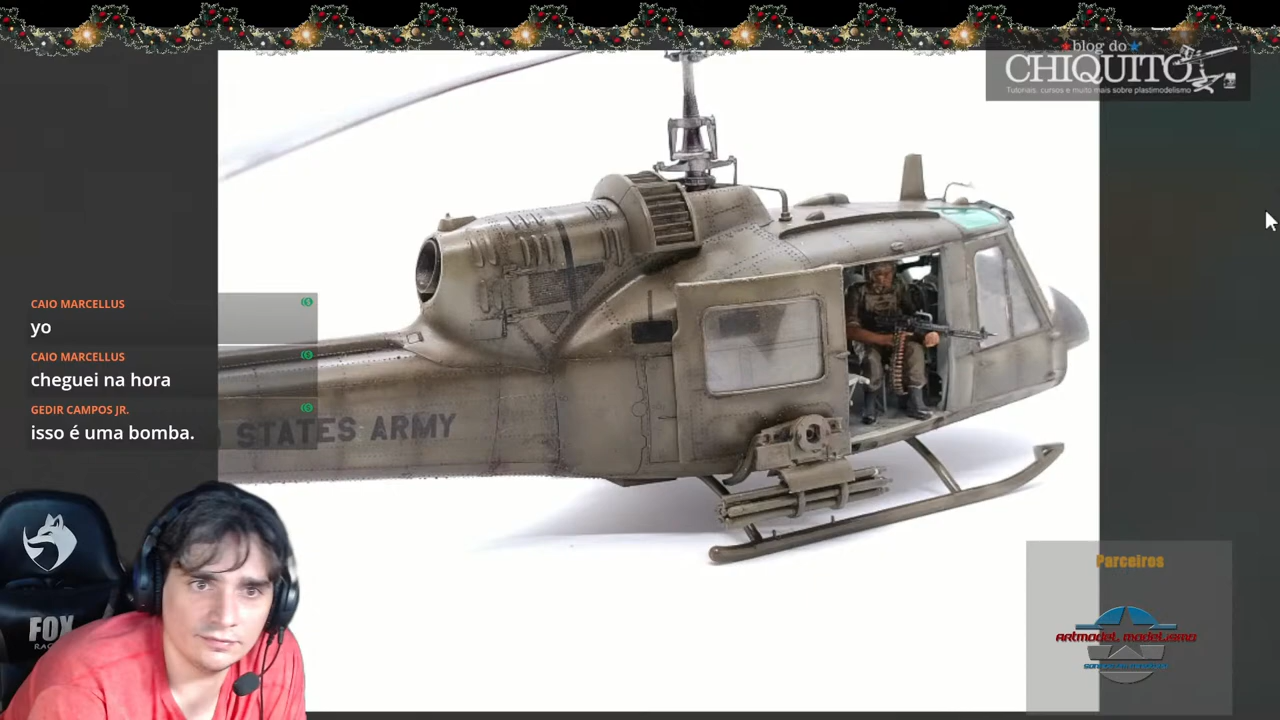 blog do
CHIQUITO
Tutoriais, cursos e muito mais sobre plastimodelismo
CAIO MARCELLUS
yo
CAIO MARCELLUS
cheguei na hora
GEDIR CAMPOS JR.
isso é uma bomba.
STATES ARMY
FOX
Parceiros
Artmodel modelismo